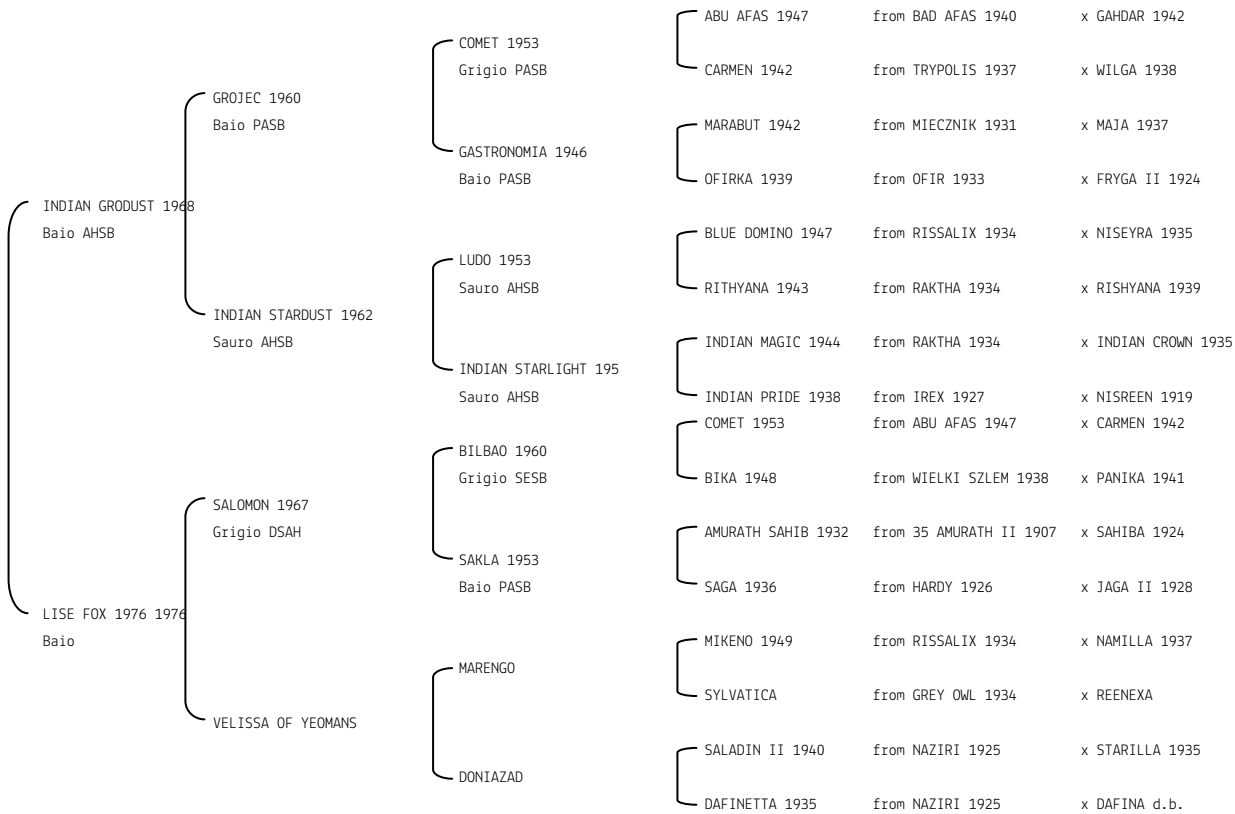 ABU AFAS 1947 from BAD AFAS 1940 x GAHDAR 1942
COMET 1953
Grigio PASB
CARMEN 1942 from TRYPOLIS 1937 x WILGA 1938
GROJEC 1960
Baio PASB
MARABUT 1942 from MIECZNIK 1931 x MAJA 1937
GASTRONOMIA 1946
Baio PASB
OFIRKA 1939 from OFIR 1933 x FRYGA II 1924
INDIAN GRODUST 1968
Baio AHSB
BLUE DOMINO 1947 from RISSALIX 1934 x NISEYRA 1935
LUDO 1953
Sauro AHSB
RITHYANA 1943 from RAKTHA 1934 x RISHYANA 1939
INDIAN STARDUST 1962
Sauro AHSB
INDIAN MAGIC 1944 from RAKTHA 1934 x INDIAN CROWN 1935
INDIAN STARLIGHT 195
Sauro AHSB
INDIAN PRIDE 1938 from IREX 1927 x NISREEN 1919
COMET 1953 from ABU AFAS 1947 x CARMEN 1942
BILBAO 1960
Grigio SESB
BIKA 1948 from WIELKI SZLEM 1938 x PANIKA 1941
SALOMON 1967
Grigio DSAH
AMURATH SAHIB 1932 from 35 AMURATH II 1907 x SAHIBA 1924
SAKLA 1953
Baio PASB
SAGA 1936 from HARDY 1926 x JAGA II 1928
LISE FOX 1976 1976
Baio
MIKENO 1949 from RISSALIX 1934 x NAMILLA 1937
MARENGO
SYLVATICA from GREY OWL 1934 x REENEXA
VELISSA OF YEOMANS
SALADIN II 1940 from NAZIRI 1925 x STARILLA 1935
DONIAZAD
DAFINETTA 1935 from NAZIRI 1925 x DAFINA d.b.